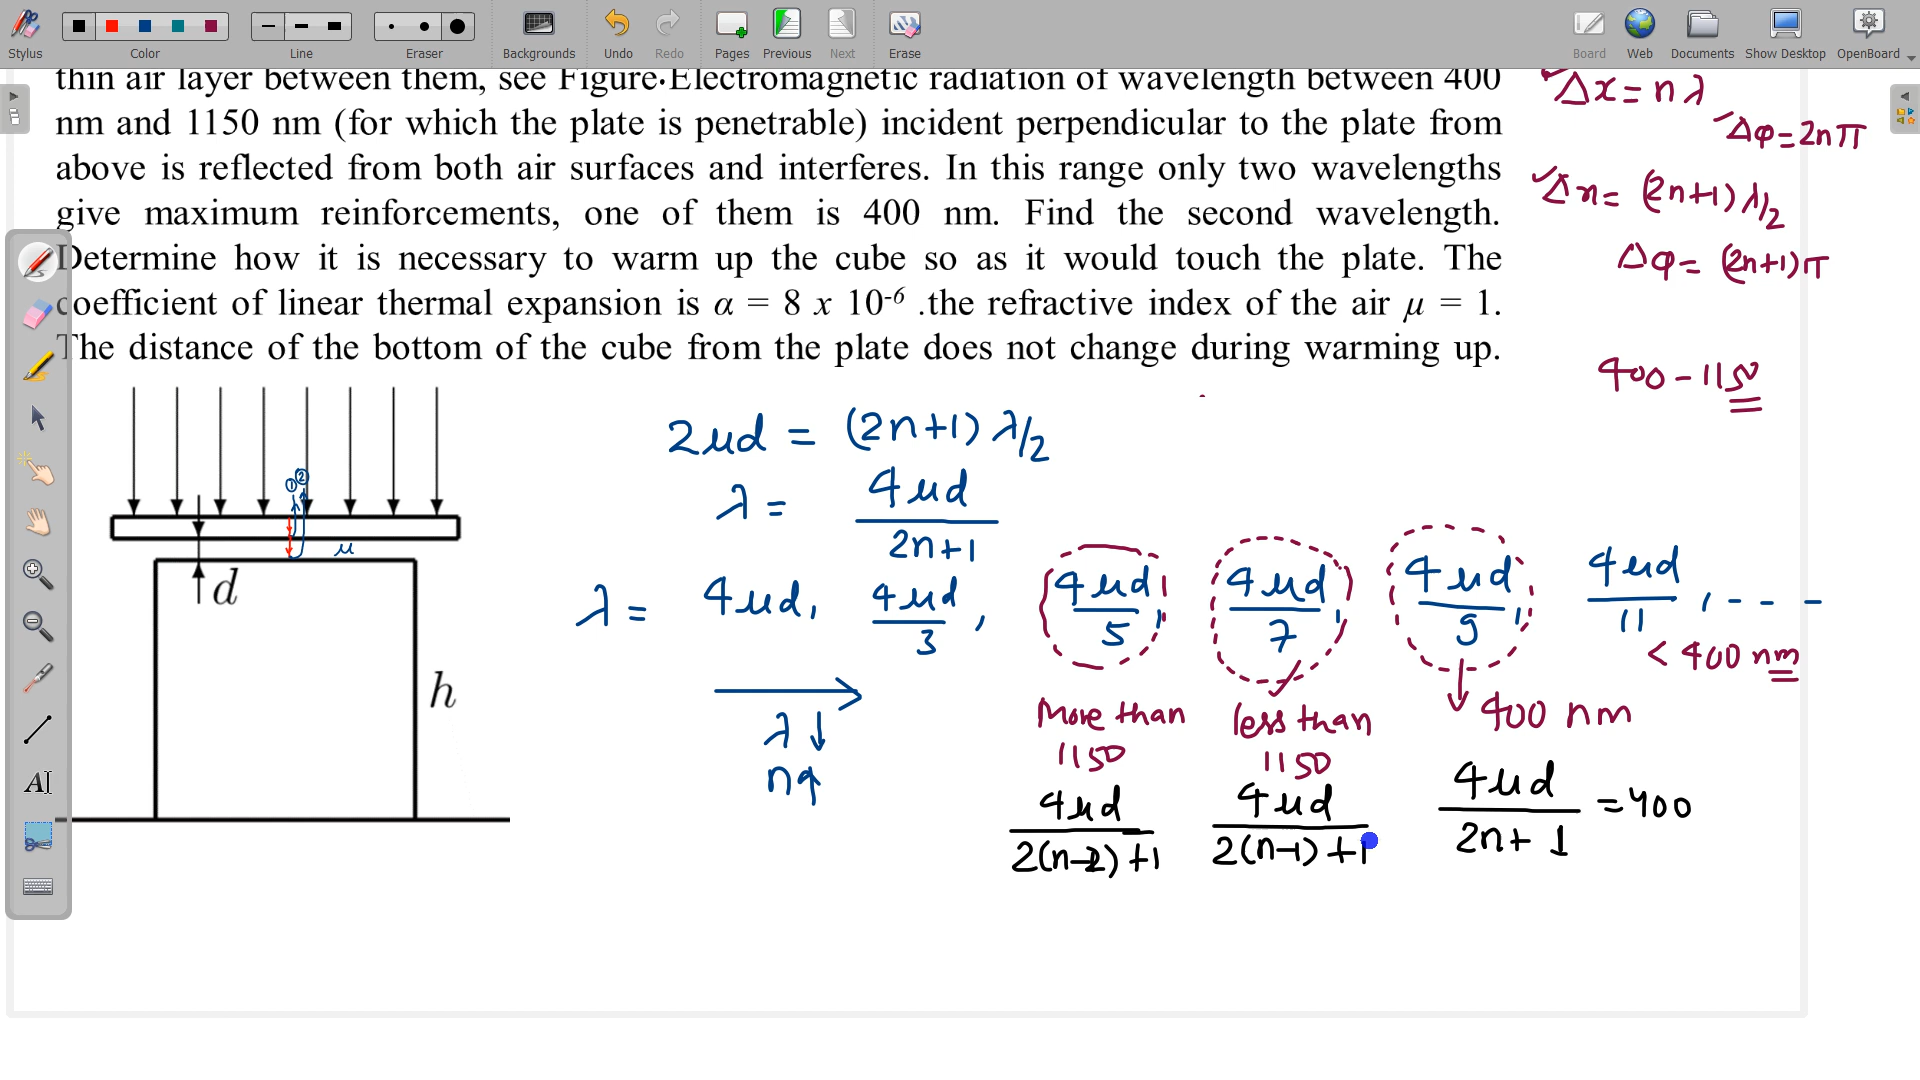 Stylus Color Line Eraser Backgrounds Undo Redo Pages Previous Next Erase Board Web Documents Show Desktop OpenBoard
thin air layer between them, see Figure.Electromagnetic radiation of wavelength between 400
nm and 1150 nm (for which the plate is penetrable) incident perpendicular to the plate from
above is reflected from both air surfaces and interferes. In this range only two wavelengths
give maximum reinforcements, one of them is 400 nm. Find the second wavelength.
Determine how it is necessary to warm up the cube so as it would touch the plate. The
coefficient of linear thermal expansion is α = 8 x 10-6 .the refractive index of the air μ = 1.
The distance of the bottom of the cube from the plate does not change during warming up.
Δx = nλ
Δφ = 2nπ
Δx = (2n+1) λ/2
Δφ = (2n+1)π
400 - 1150
① ②
μ
d
h
2μd = (2n+1) λ/2
λ = 4μd / 2n+1
λ = 4μd, 4μd/3, 4μd/5, 4μd/7, 4μd/9, 4μd/11, - - -
< 400 nm
λ↓
n↑
More than 1150
less than 1150
400 nm
4μd / 2(n-2)+1
4μd / 2(n-1)+1
4μd / 2n+1 = 400
AI